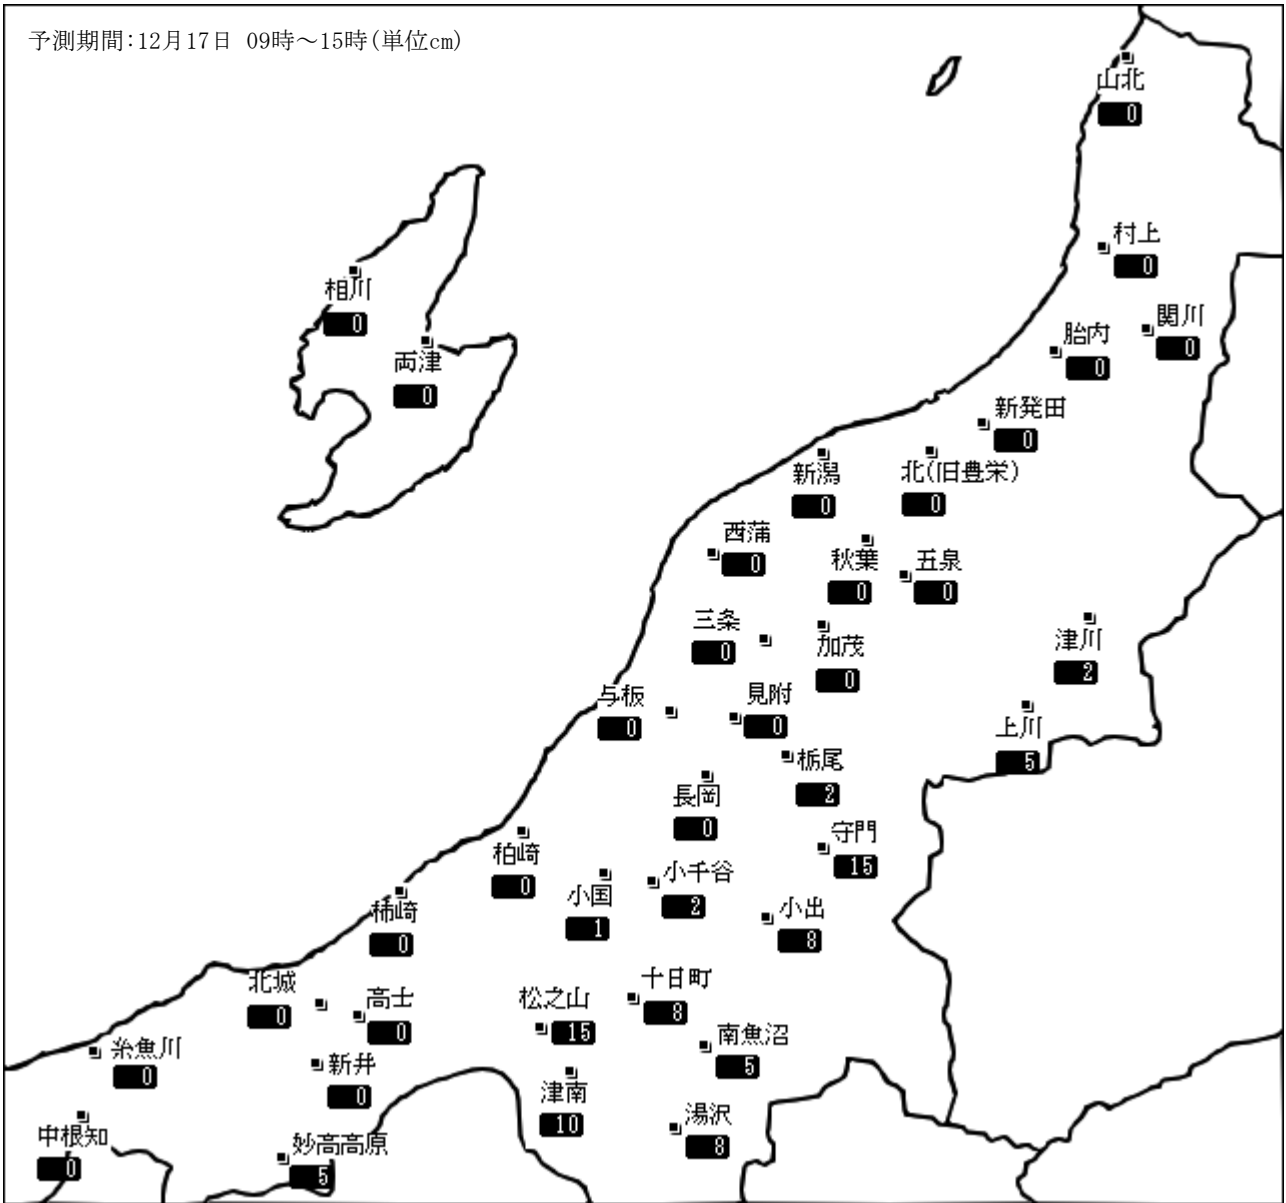 予測期間:12月17日 09時～15時(単位cm)
山北
0
村上
0
相川
0
関川
0
胎内
0
両津
0
新発田
0
新潟
0
北(旧豊栄)
0
西蒲
0
秋葉
0
五泉
0
三条
0
加茂
0
津川
2
与板
0
見附
0
上川
5
栃尾
2
長岡
0
守門
15
柏崎
0
小国
1
小千谷
2
小出
8
柿崎
0
北城
0
高士
0
松之山
15
十日町
8
南魚沼
5
糸魚川
0
新井
0
津南
10
湯沢
8
中根知
0
妙高高原
5